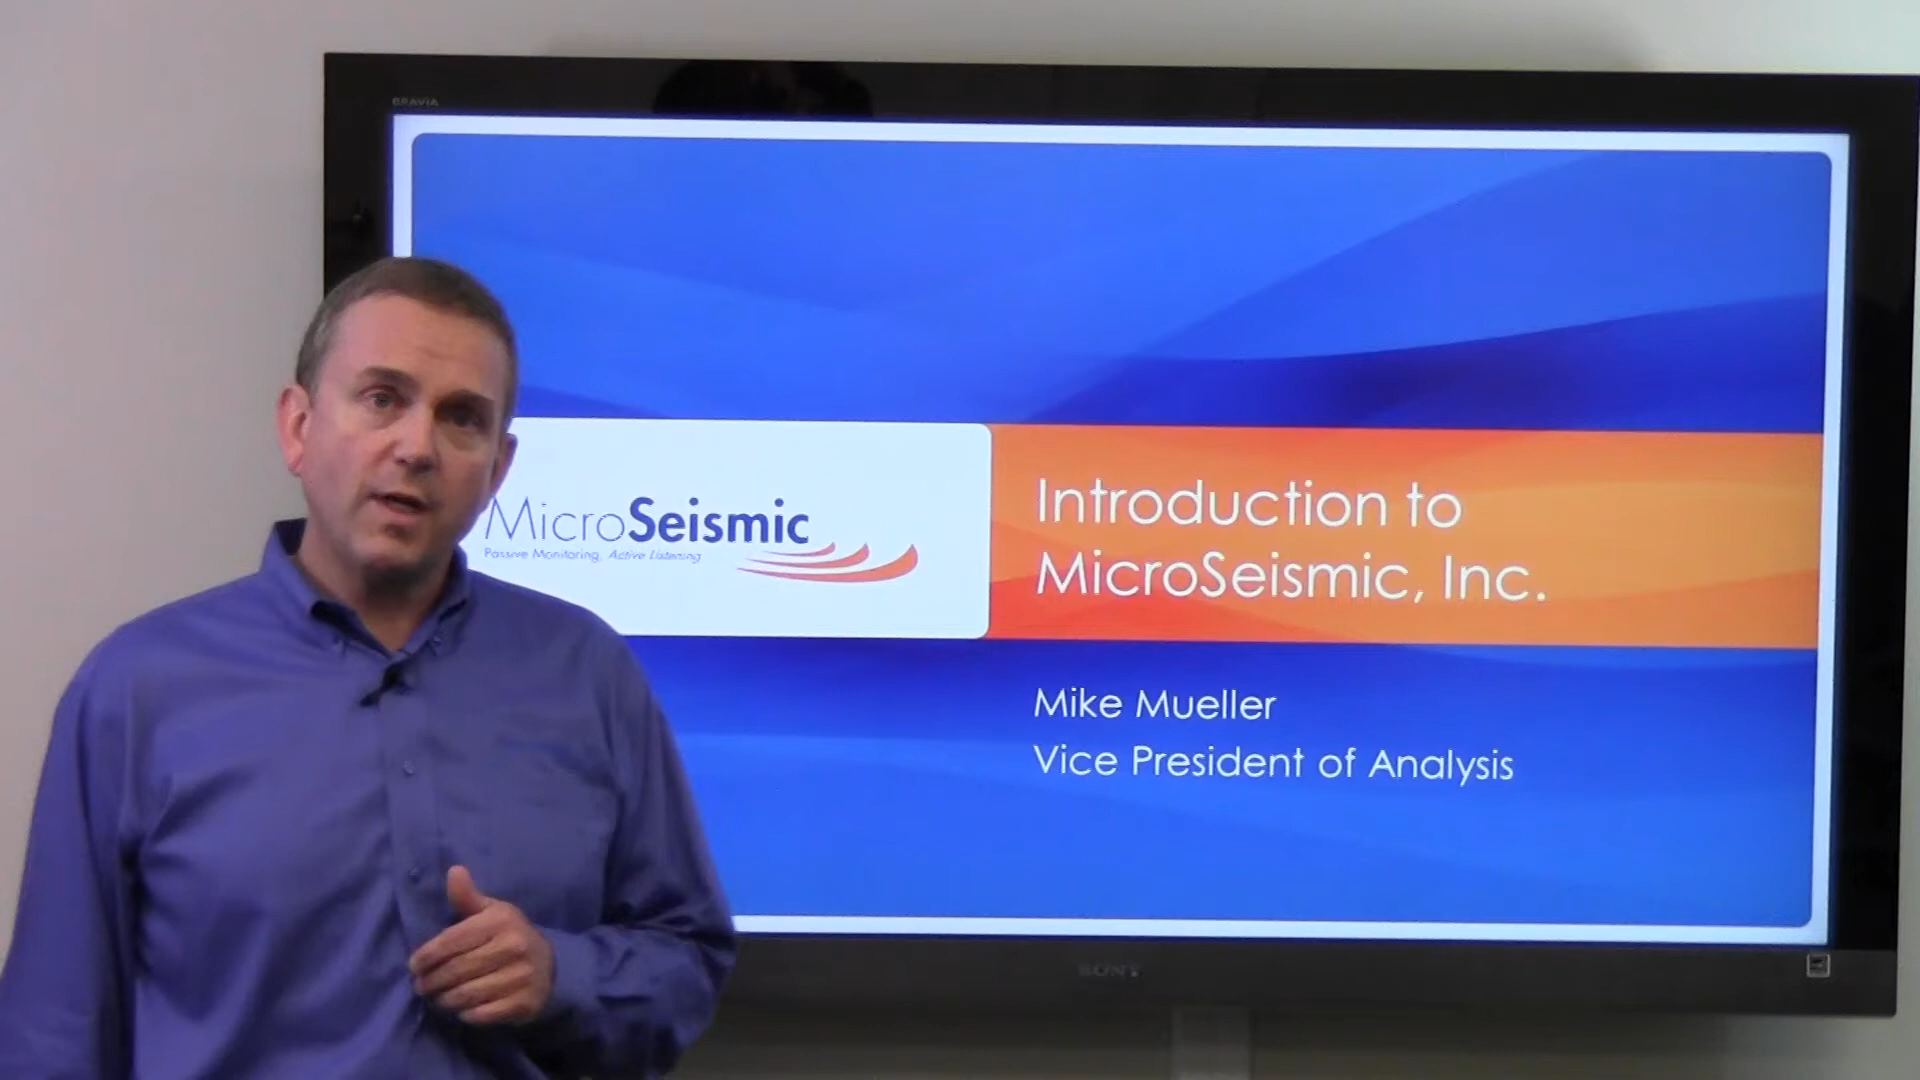 BRAVIA
MicroSeismic
Passive Monitoring, Active Listening
Introduction to
MicroSeismic, Inc.
Mike Mueller
Vice President of Analysis
SONY